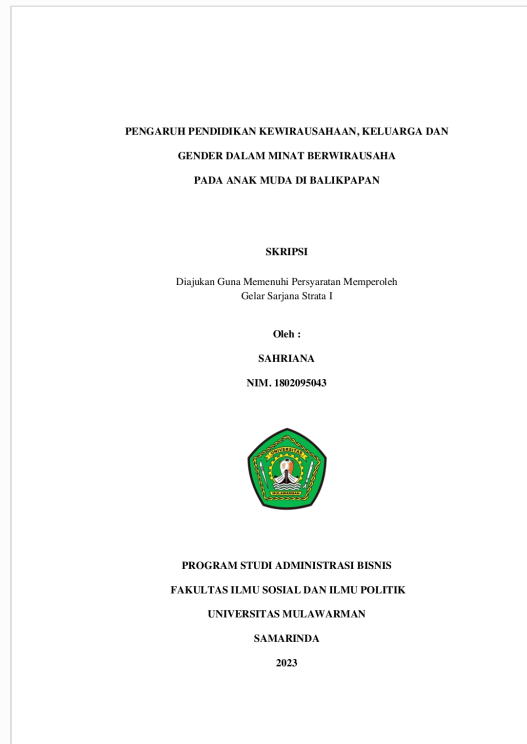 PENGARUH PENDIDIKAN KEWIRAUSAHAAN, KELUARGA DAN
GENDER DALAM MINAT BERWIRAUSAHA
PADA ANAK MUDA DI BALIKPAPAN
SKRIPSI
Diajukan Guna Memenuhi Persyaratan Memperoleh
Gelar Sarjana Strata I
Oleh :
SAHRIANA
NIM. 1802095043
UNIVERSITAS
MULAWARMAN
PROGRAM STUDI ADMINISTRASI BISNIS
FAKULTAS ILMU SOSIAL DAN ILMU POLITIK
UNIVERSITAS MULAWARMAN
SAMARINDA
2023